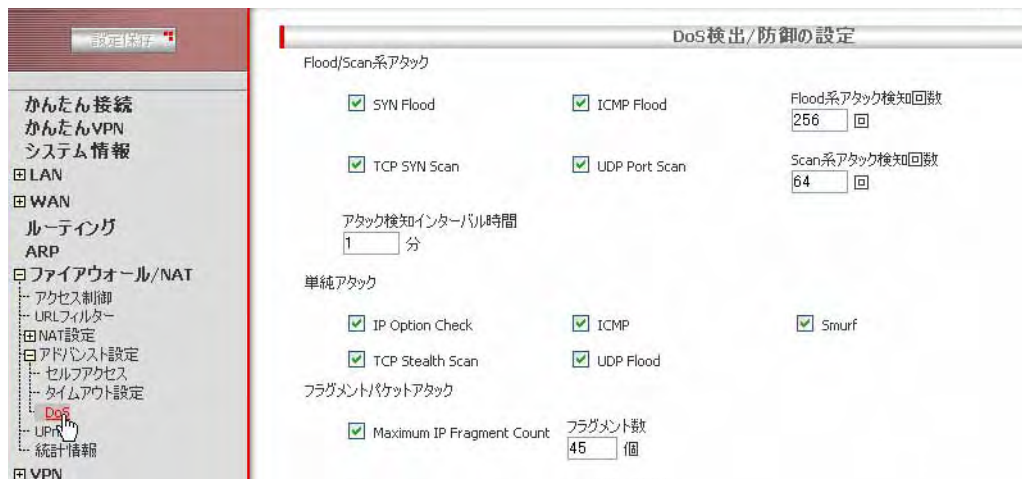 設定保存
かんたん接続
かんたんVPN
システム情報
LAN
WAN
ルーティング
ARP
ファイアウォール/NAT
アクセス制御
URLフィルター
NAT設定
アドバンスト設定
セルフアクセス
タイムアウト設定
DoS
統計情報
VPN
DoS検出/防御の設定
Flood/Scan系アタック
SYN Flood ICMP Flood Flood系アタック検知回数
256 回
TCP SYN Scan UDP Port Scan Scan系アタック検知回数
64 回
アタック検知インターバル時間
1 分
単純アタック
IP Option Check ICMP Smurf
TCP Stealth Scan UDP Flood
フラグメントパケットアタック
Maximum IP Fragment Count フラグメント数
45 個